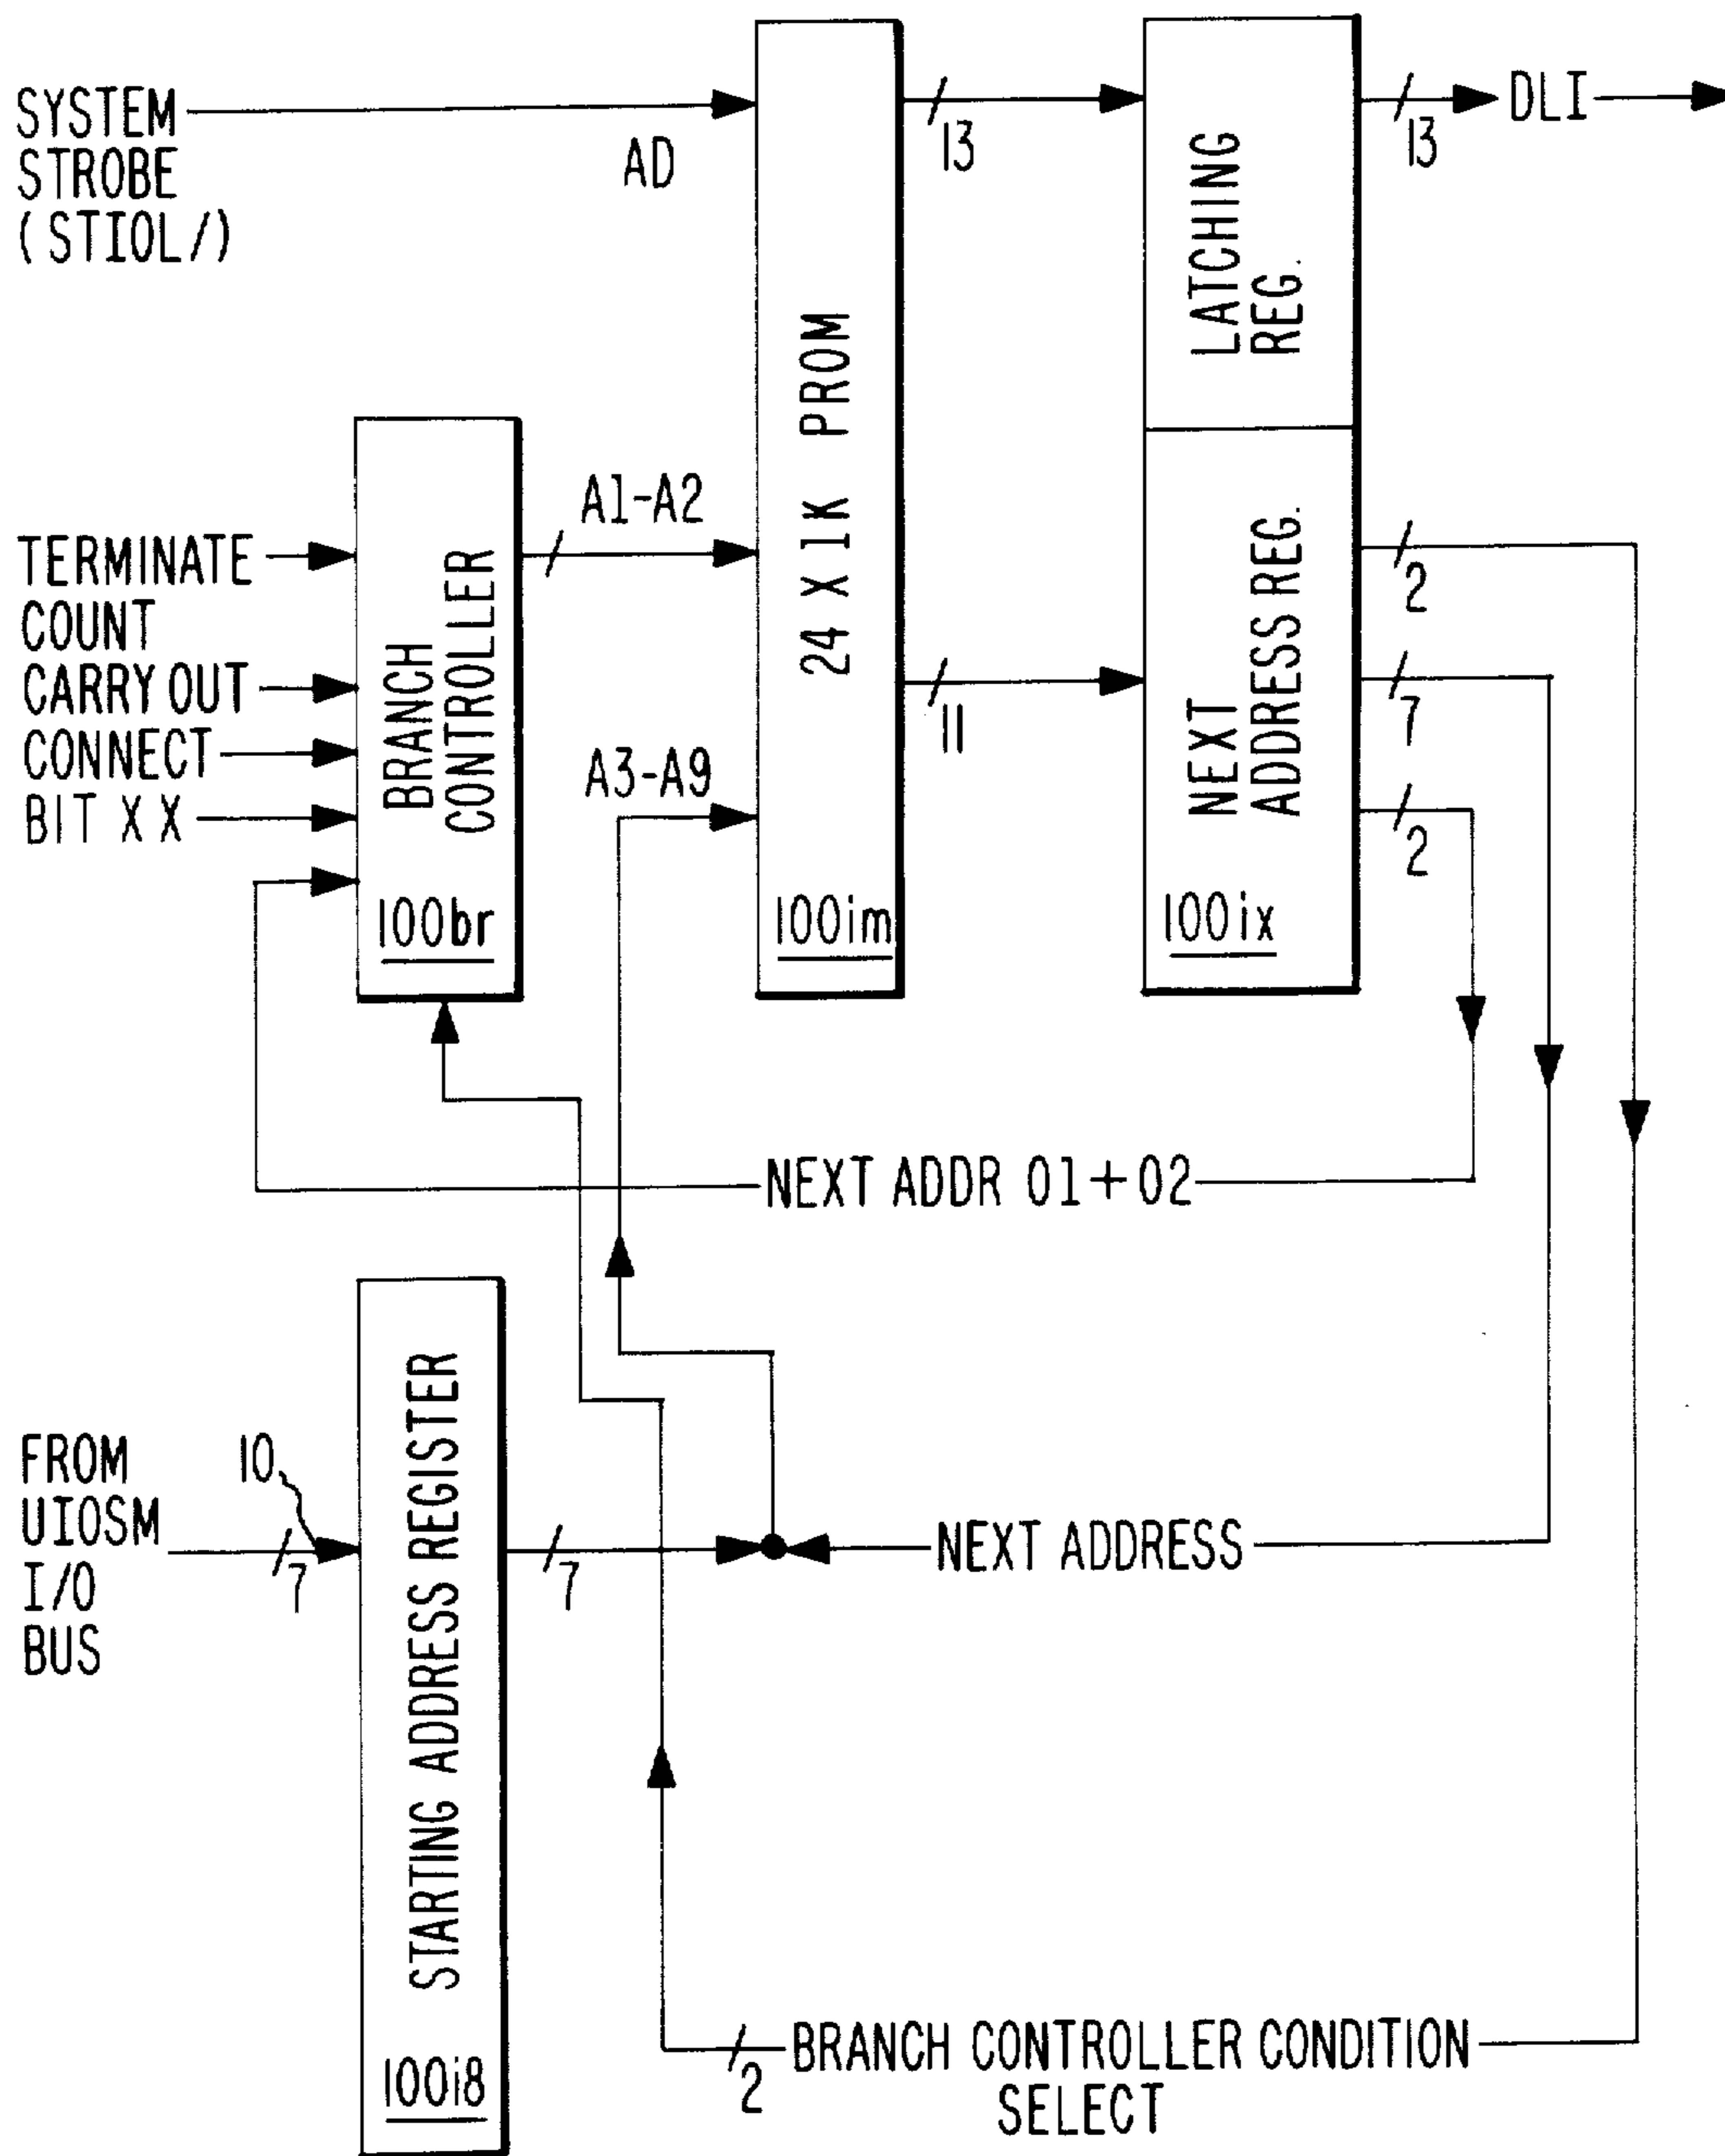 SYSTEM
STROBE
(STIOL/)
AD
13
LATCHING
REG.
13
DLI
24 X 1K PROM
A1-A2
TERMINATE
COUNT
CARRY OUT
CONNECT
BIT X X
BRANCH
CONTROLLER
100br
A3-A9
11
100im
NEXT
ADDRESS REG.
2
7
2
100ix
NEXT ADDR 01+02
FROM
UIOSM
I/O
BUS
10
7
STARTING ADDRESS REGISTER
100i8
7
NEXT ADDRESS
2
BRANCH CONTROLLER CONDITION
SELECT